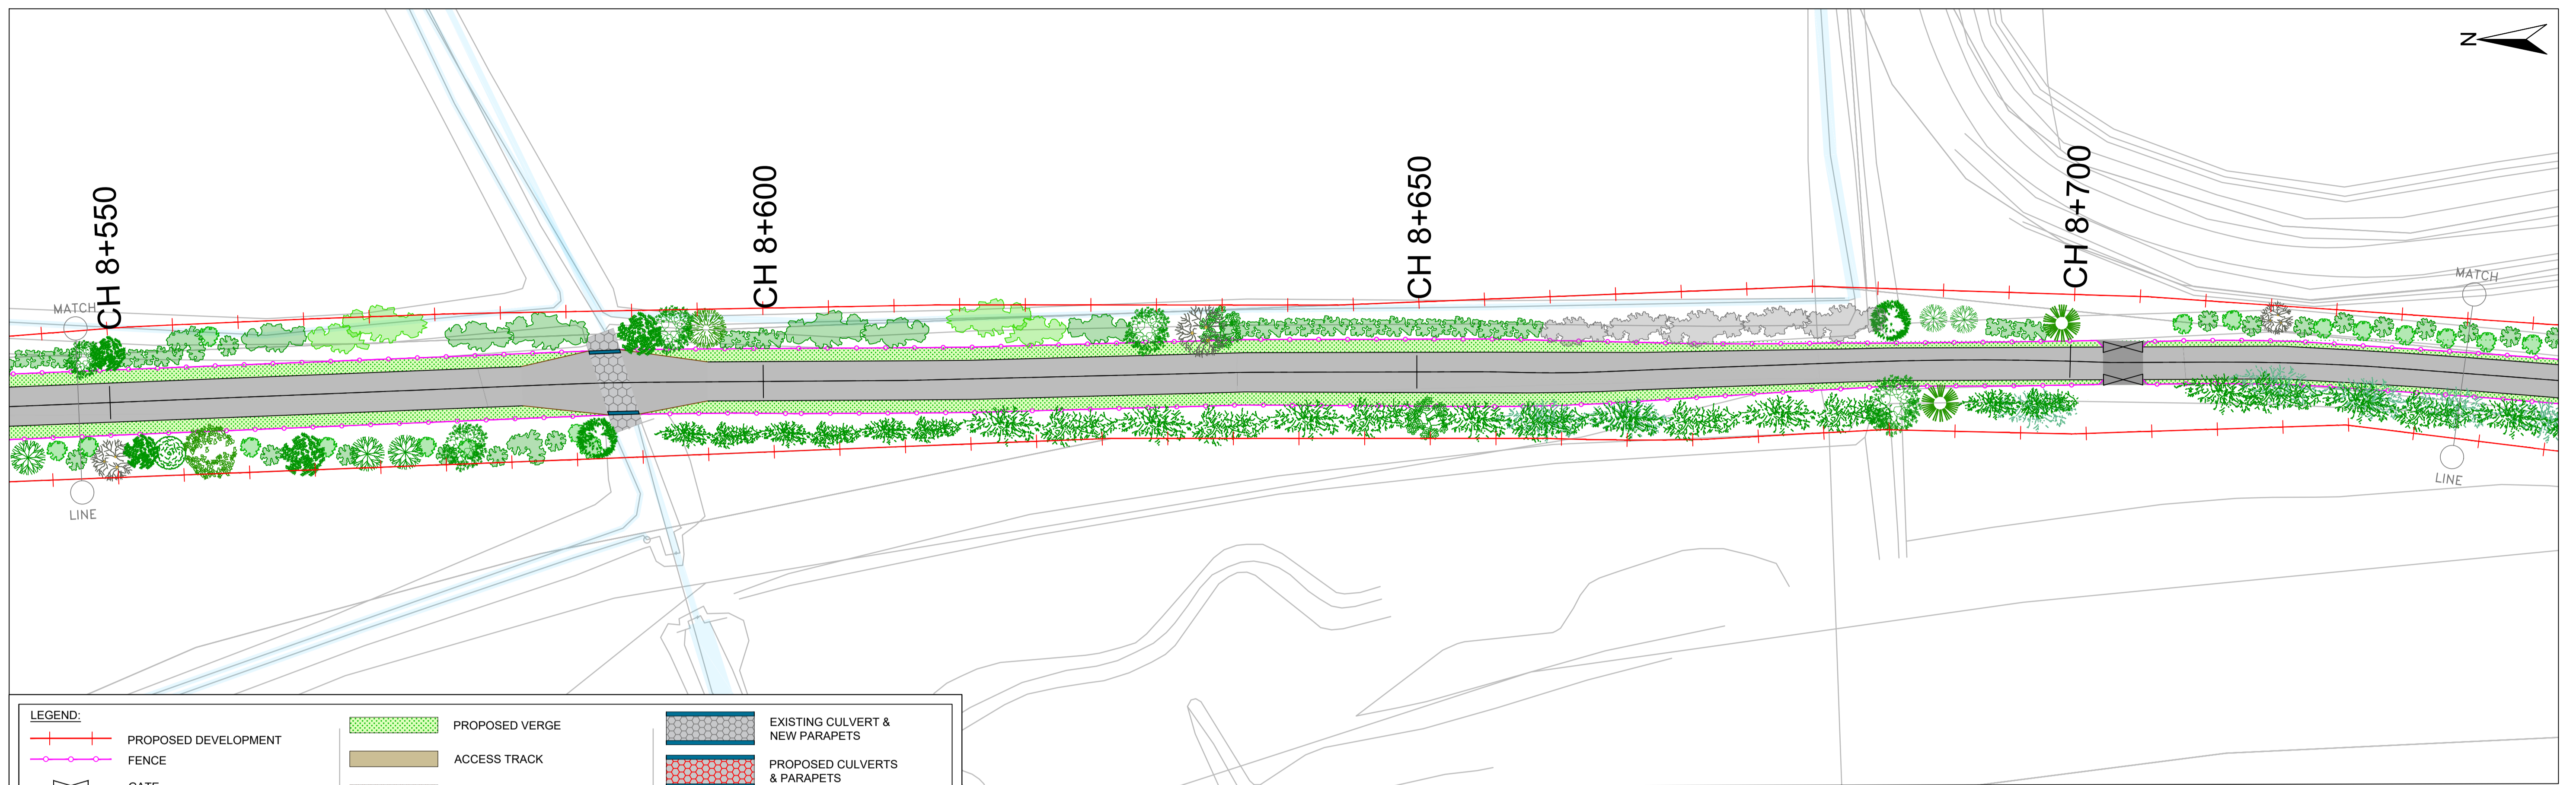 N
CH 8+550
CH 8+600
CH 8+650
CH 8+700
MATCH
LINE
MATCH
LINE
LEGEND:
PROPOSED DEVELOPMENT
FENCE
GATE
PROPOSED VERGE
ACCESS TRACK
EXISTING CULVERT &
NEW PARAPETS
PROPOSED CULVERTS
& PARAPETS